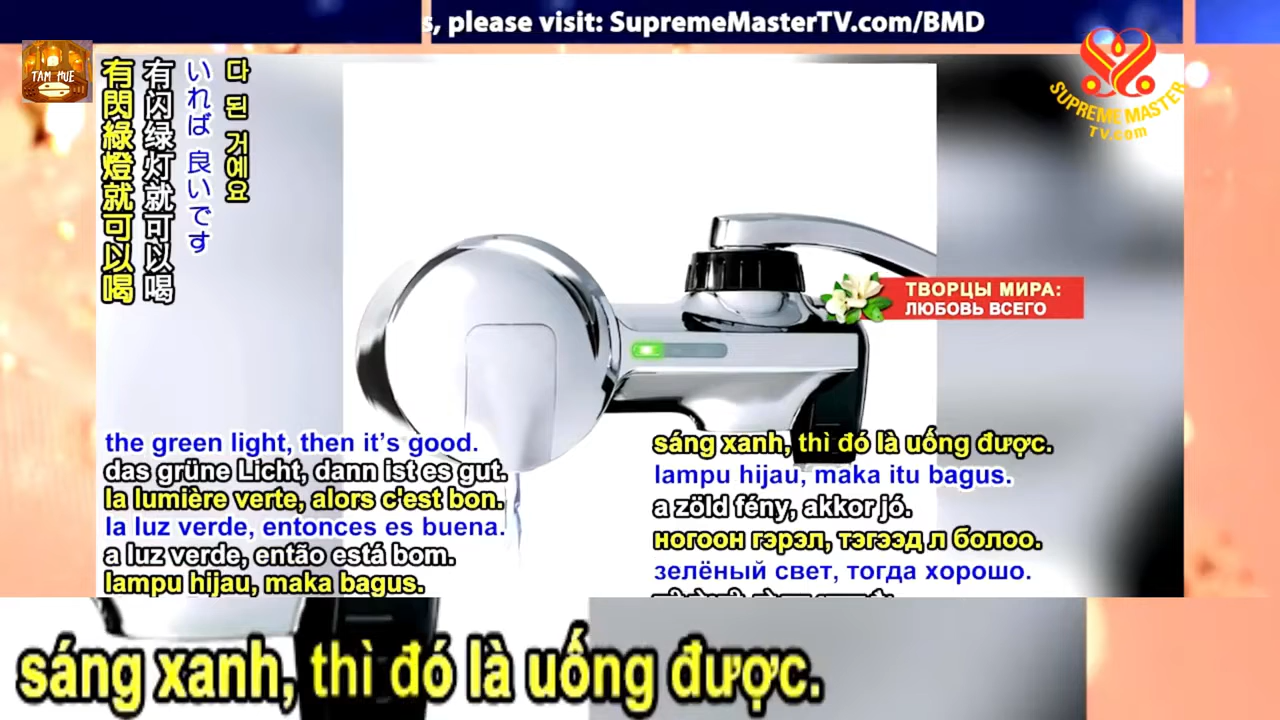 s, please visit: SupremeMasterTV.com/BMD
TÂM HUỆ
SUPREME MASTER
TV.com
有閃綠燈就可以喝
有闪绿灯就可以喝
いれば 良いです
다 된 거예요
ТВОРЦЫ МИРА:
ЛЮБОВЬ ВСЕГО
the green light, then it’s good.
das grüne Licht, dann ist es gut.
la lumière verte, alors c'est bon.
la luz verde, entonces es buena.
a luz verde, então está bom.
lampu hijau, maka bagus.
sáng xanh, thì đó là uống được.
lampu hijau, maka itu bagus.
a zöld fény, akkor jó.
ногоон гэрэл, тэгээд л болоо.
зелёный свет, тогда хорошо.
sáng xanh, thì đó là uống được.